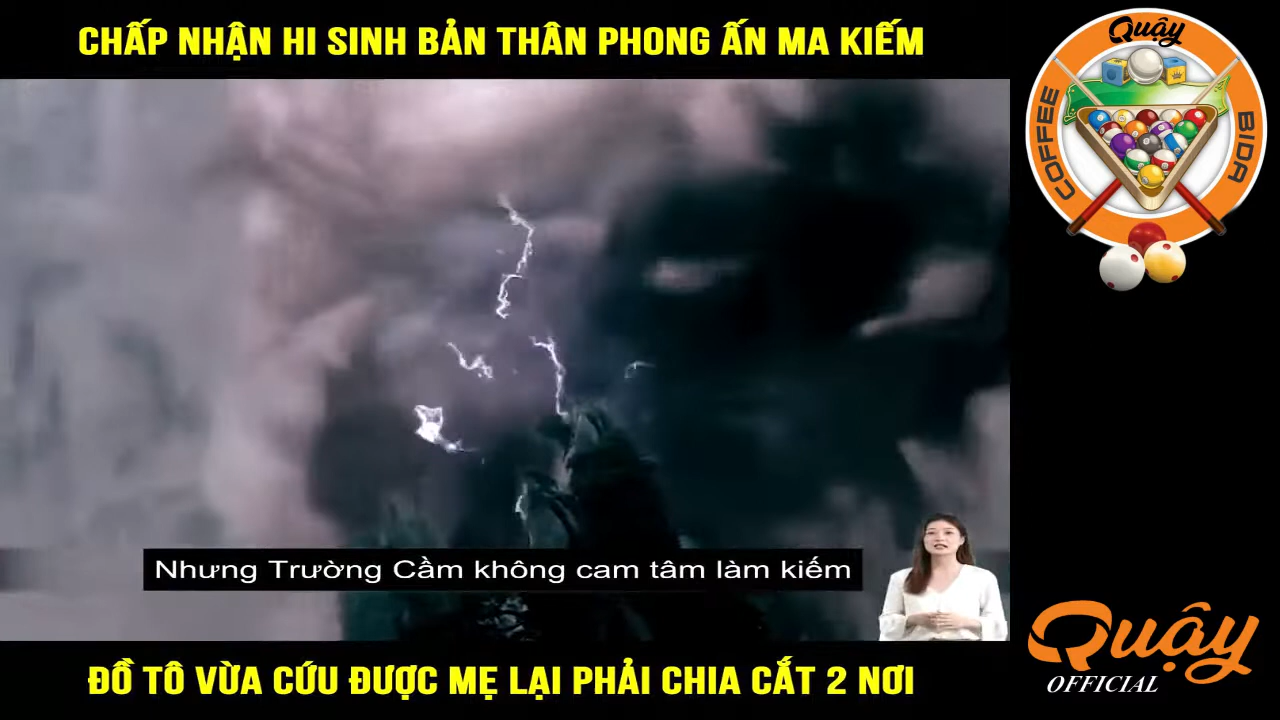 CHẤP NHẬN HI SINH BẢN THÂN PHONG ẤN MA KIẾM
Quậy
COFFEE
BIDA
Nhưng Trường Cầm không cam tâm làm kiếm
ĐỒ TÔ VỪA CỨU ĐƯỢC MẸ LẠI PHẢI CHIA CẮT 2 NƠI
Quậy
OFFICIAL